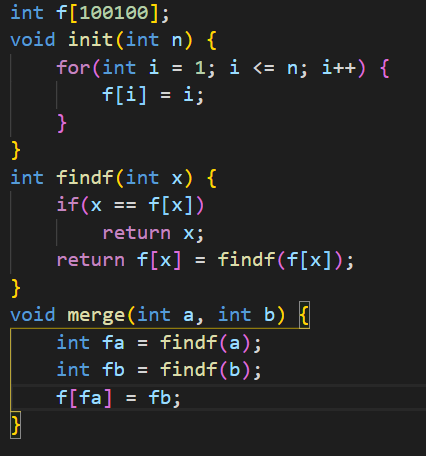 int f[100100];
void init(int n) {
    for(int i = 1; i <= n; i++) {
        f[i] = i;
    }
}
int findf(int x) {
    if(x == f[x])
        return x;
    return f[x] = findf(f[x]);
}
void merge(int a, int b) {
    int fa = findf(a);
    int fb = findf(b);
    f[fa] = fb;
}